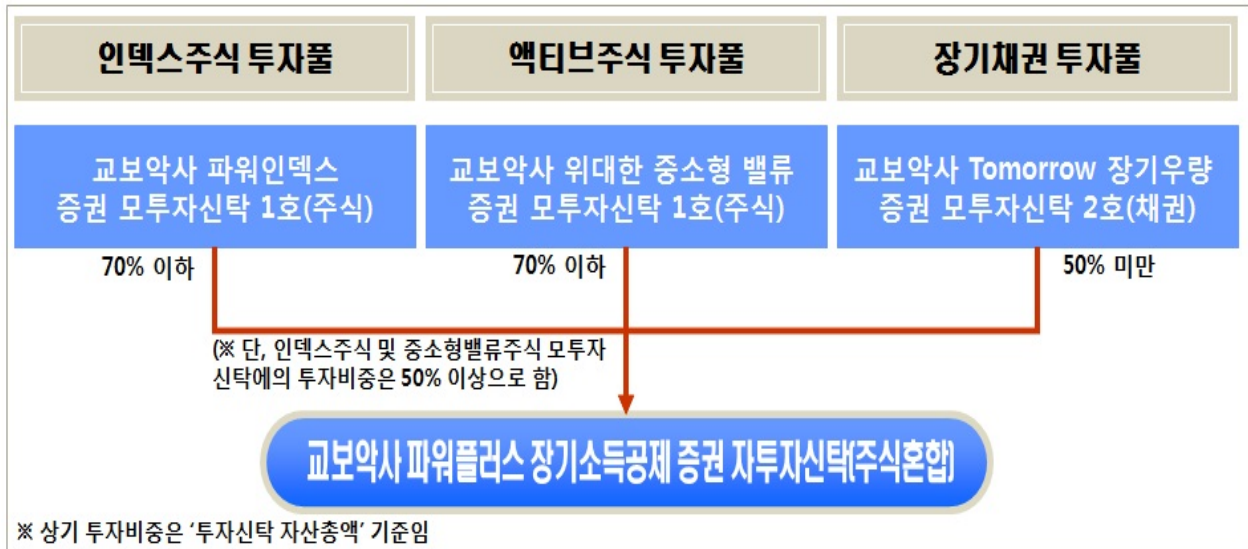 인덱스주식 투자풀
액티브주식 투자풀
장기채권 투자풀
교보악사 파워인덱스
증권 모투자신탁 1호(주식)
교보악사 위대한 중소형 밸류
증권 모투자신탁 1호(주식)
교보악사 Tomorrow 장기우량
증권 모투자신탁 2호(채권)
70% 이하
70% 이하
50% 미만
(※ 단, 인덱스주식 및 중소형밸류주식 모투자
신탁에의 투자비중은 50% 이상으로 함)
교보악사 파워플러스 장기소득공제 증권 자투자신탁(주식혼합)
※ 상기 투자비중은 ‘투자신탁 자산총액’ 기준임